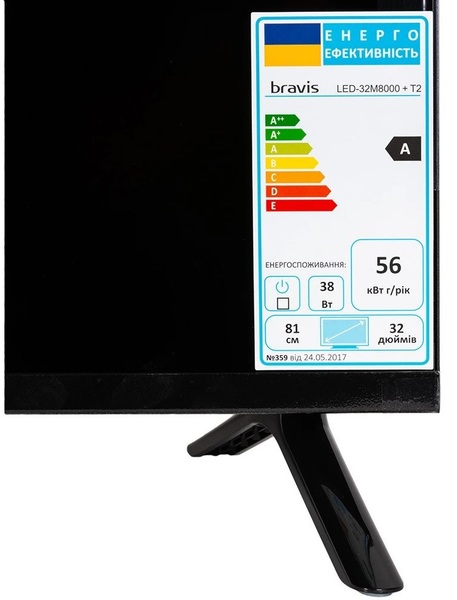 ЕНЕРГО
ЕФЕКТИВНІСТЬ
bravis LED-32M8000 + T2
A++
A+
A
B
C
D
E
A
ЕНЕРГОСПОЖИВАННЯ:
38
Вт
56
кВт г/рік
81
см
32
дюймів
№359 від 24.05.2017